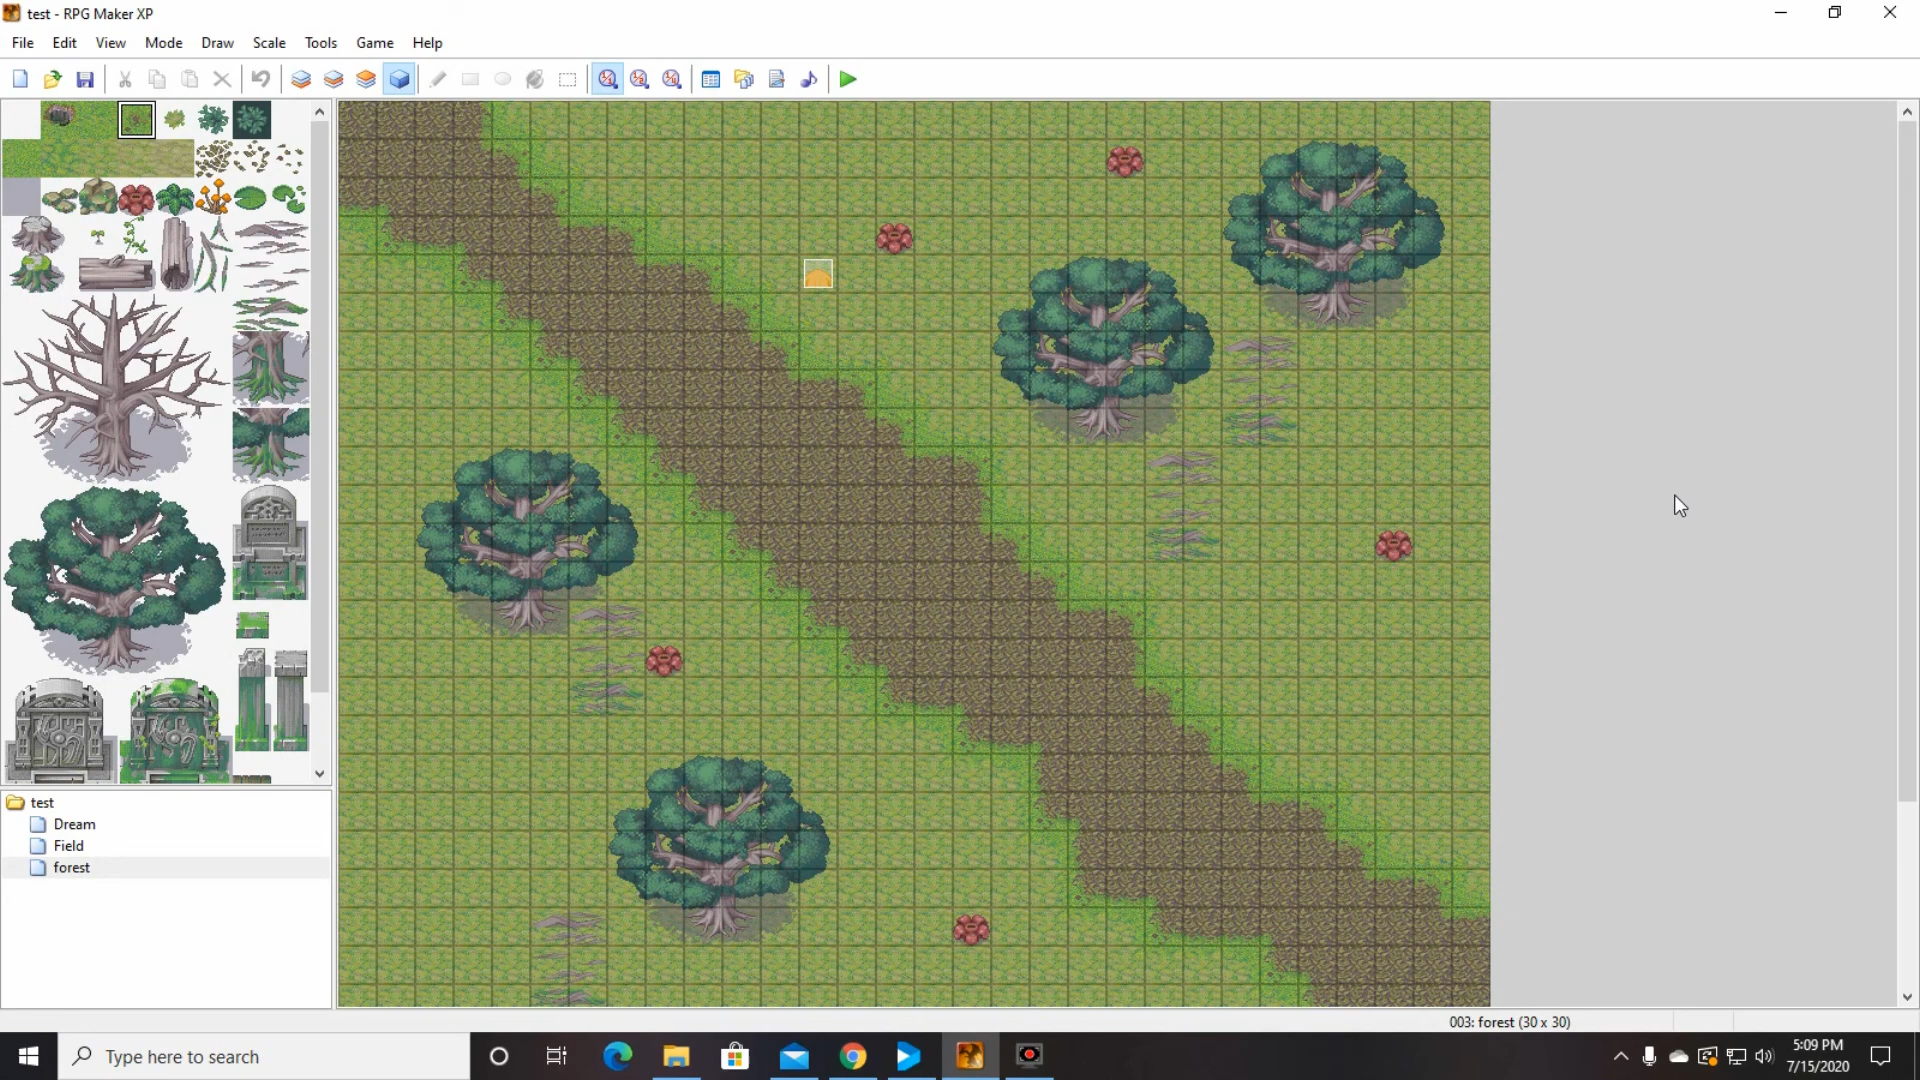 test - RPG Maker XP
File Edit View Mode Draw Scale Tools Game Help
test
Dream
Field
forest
003: forest (30 x 30)
Type here to search
5:09 PM
7/15/2020